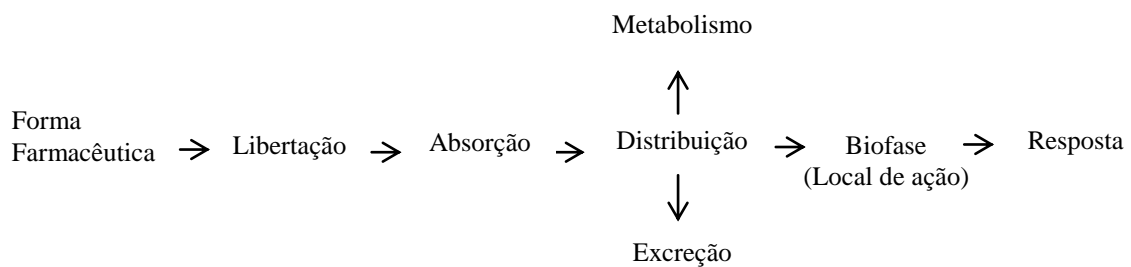 Metabolismo
Forma
Farmacêutica
Libertação
Absorção
Distribuição
Biofase
(Local de ação)
Resposta
Excreção